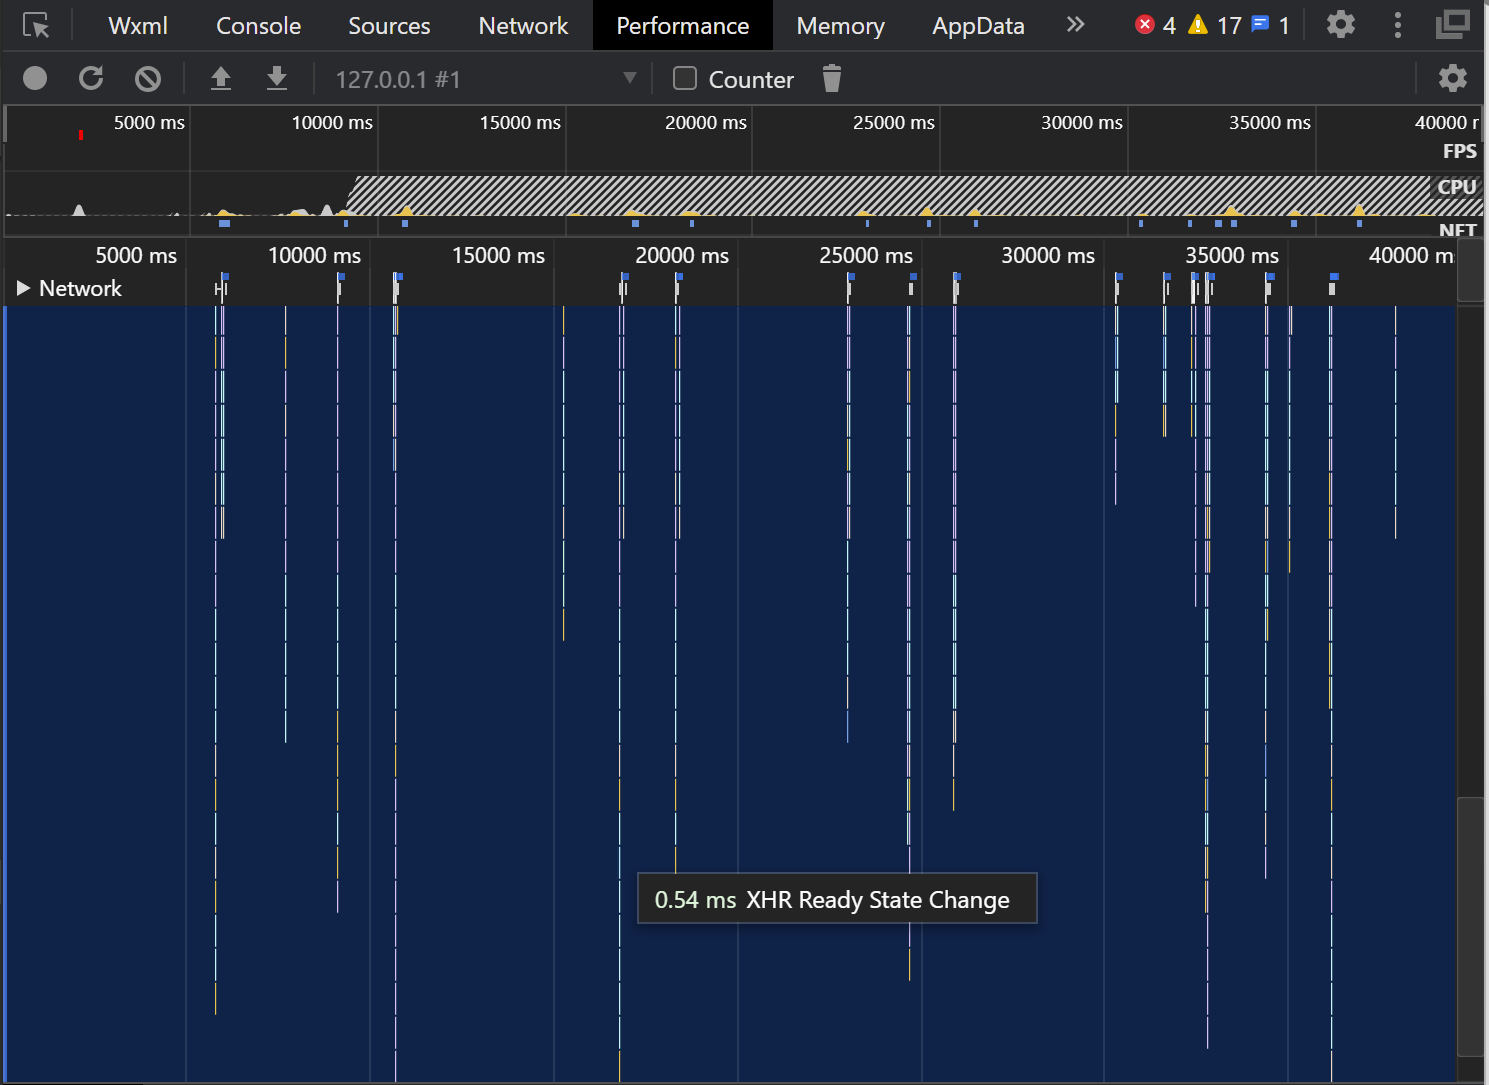 Wxml Console Sources Network Performance Memory AppData » 4 17 1
127.0.0.1 #1 Counter
5000 ms 10000 ms 15000 ms 20000 ms 25000 ms 30000 ms 35000 ms 40000 r
FPS
CPU
NET
5000 ms 10000 ms 15000 ms 20000 ms 25000 ms 30000 ms 35000 ms 40000 m
Network
0.54 ms XHR Ready State Change